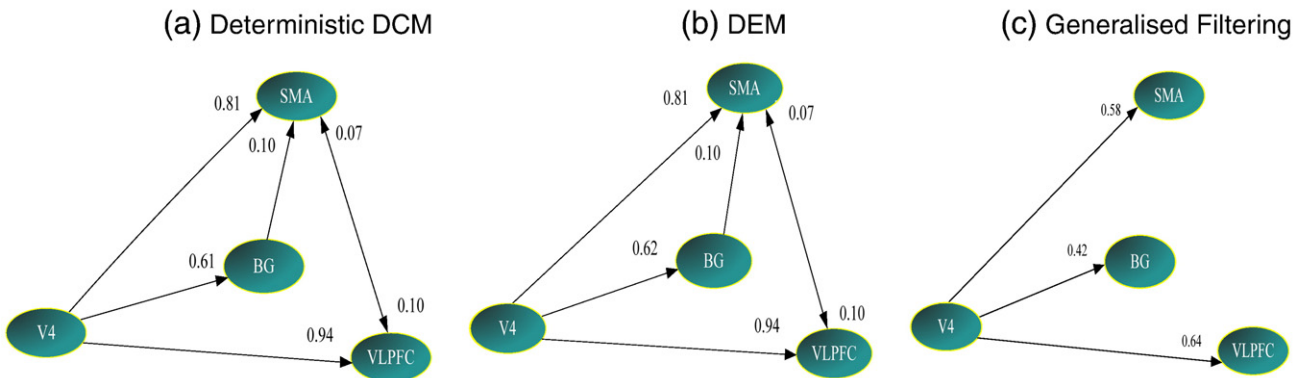 (a) Deterministic DCM
SMA
0.81
0.10
0.07
0.61
BG
0.10
V4
0.94
VLPFC
(b) DEM
SMA
0.81
0.07
0.10
0.62
BG
0.10
V4
0.94
VLPFC
(c) Generalised Filtering
SMA
0.58
0.42
BG
V4
0.64
VLPFC